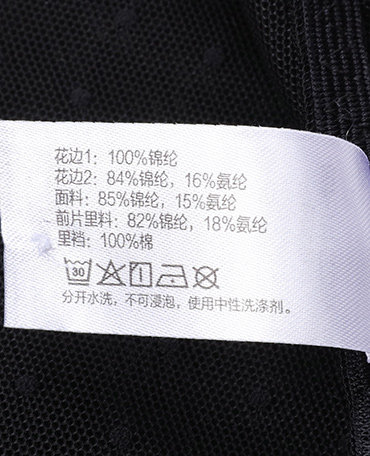 花边1：100%锦纶
花边2：84%锦纶，16%氨纶
面料：85%锦纶，15%氨纶
前片里料：82%锦纶，18%氨纶
里裆：100%棉
30
分开水洗，不可浸泡，使用中性洗涤剂。